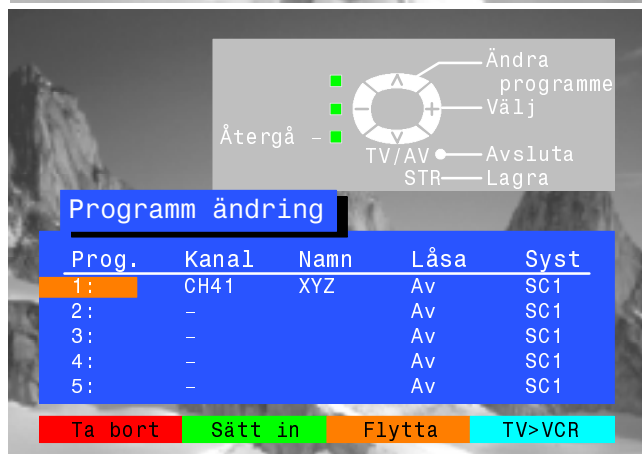 Ändra
programme
Välj
Återgå –
TV/AV
Avsluta
STR
Lagra
Programm ändring
Prog. Kanal Namn Låsa Syst
1: CH41 XYZ Av SC1
2: – Av SC1
3: – Av SC1
4: – Av SC1
5: – Av SC1
Ta bort Sätt in Flytta TV>VCR